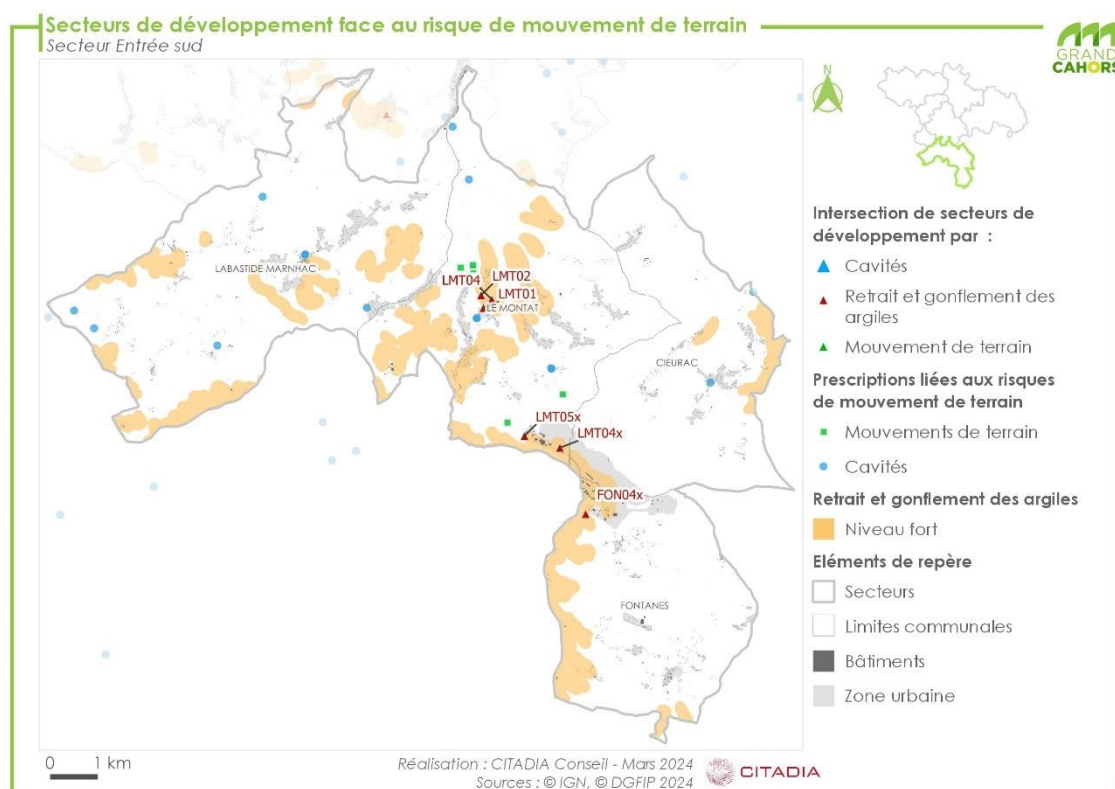 Secteurs de développement face au risque de mouvement de terrain
Secteur Entrée sud
GRAND
CAHORS
N
LABASTIDE-MARNHAC
LMT04
LMT02
LMT01
LE MONTAT
CIEURAC
LMT05x
LMT04x
FON04x
FONTANES
Intersection de secteurs de
développement par :
Cavités
Retrait et gonflement des
argiles
Mouvement de terrain
Prescriptions liées aux risques
de mouvement de terrain
Mouvements de terrain
Cavités
Retrait et gonflement des argiles
Niveau fort
Eléments de repère
Secteurs
Limites communales
Bâtiments
Zone urbaine
0 1 km
Réalisation : CITADIA Conseil - Mars 2024
Sources : © IGN, © DGFIP 2024
CITADIA